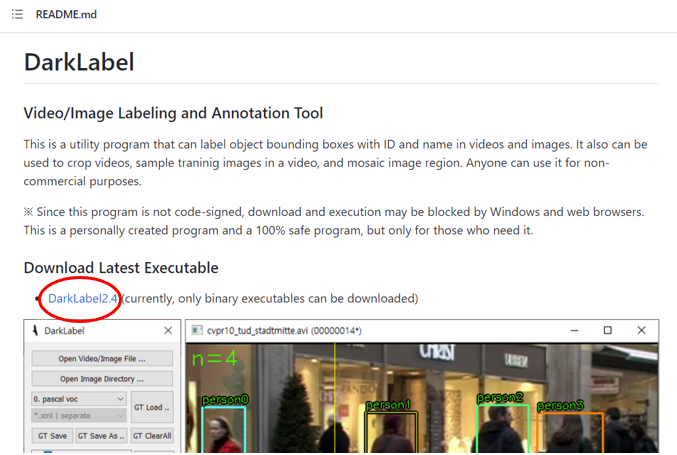 README.md
DarkLabel
Video/Image Labeling and Annotation Tool
This is a utility program that can label object bounding boxes with ID and name in videos and images. It also can be
used to crop videos, sample traninig images in a video, and mosaic image region. Anyone can use it for non-
commercial purposes.
※ Since this program is not code-signed, download and execution may be blocked by Windows and web browsers.
This is a personally created program and a 100% safe program, but only for those who need it.
Download Latest Executable
• DarkLabel2.4 (currently, only binary executables can be downloaded)
DarkLabel
cvpr10_tud_stadtmitte.avi (00000014*)
Open Video/Image File ...
Open Image Directory ...
0. pascal voc
*.xml | separate
GT Load ..
GT Save
GT Save As ..
GT ClearAll
n=4
person0
person1
person2
person3